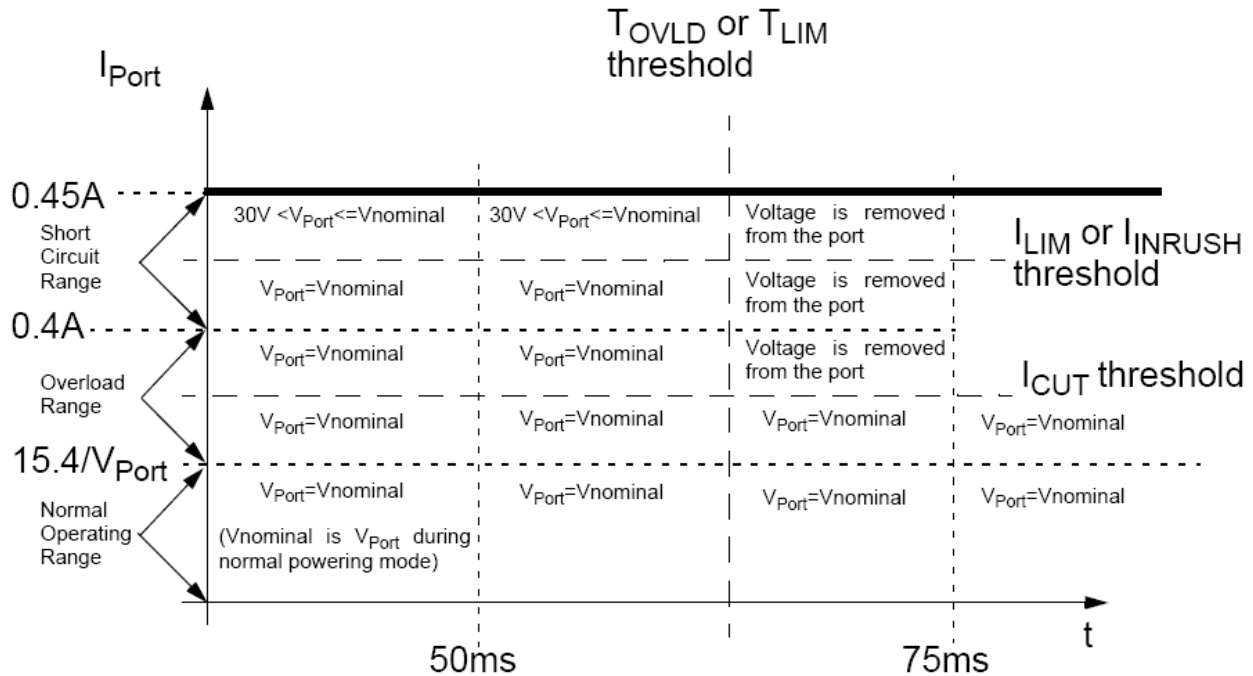 T_OVLD or T_LIM
threshold
I_Port
0.45A
30V <V_Port<=Vnominal
30V <V_Port<=Vnominal
Voltage is removed
from the port
Short
Circuit
Range
I_LIM or I_INRUSH
threshold
V_Port=Vnominal
V_Port=Vnominal
Voltage is removed
from the port
0.4A
V_Port=Vnominal
V_Port=Vnominal
Voltage is removed
from the port
Overload
Range
I_CUT threshold
V_Port=Vnominal
V_Port=Vnominal
V_Port=Vnominal
V_Port=Vnominal
15.4/V_Port
V_Port=Vnominal
V_Port=Vnominal
V_Port=Vnominal
V_Port=Vnominal
Normal
Operating
Range
(Vnominal is V_Port during
normal powering mode)
t
50ms
75ms